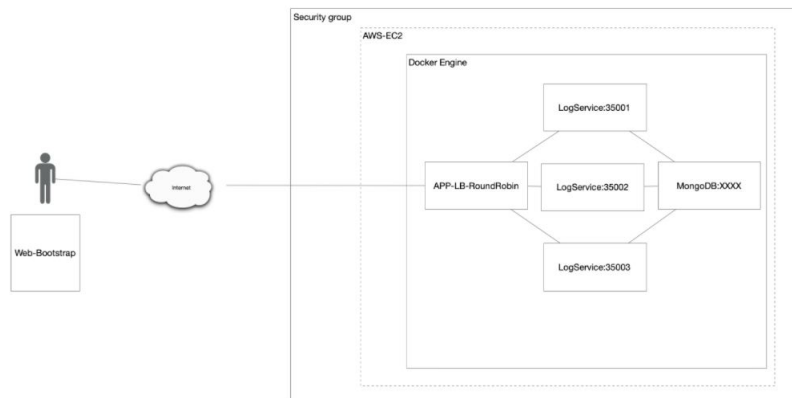 Security group
AWS-EC2
Docker Engine
LogService:35001
Internet
APP-LB-RoundRobin
LogService:35002
MongoDB:XXXX
Web-Bootstrap
LogService:35003